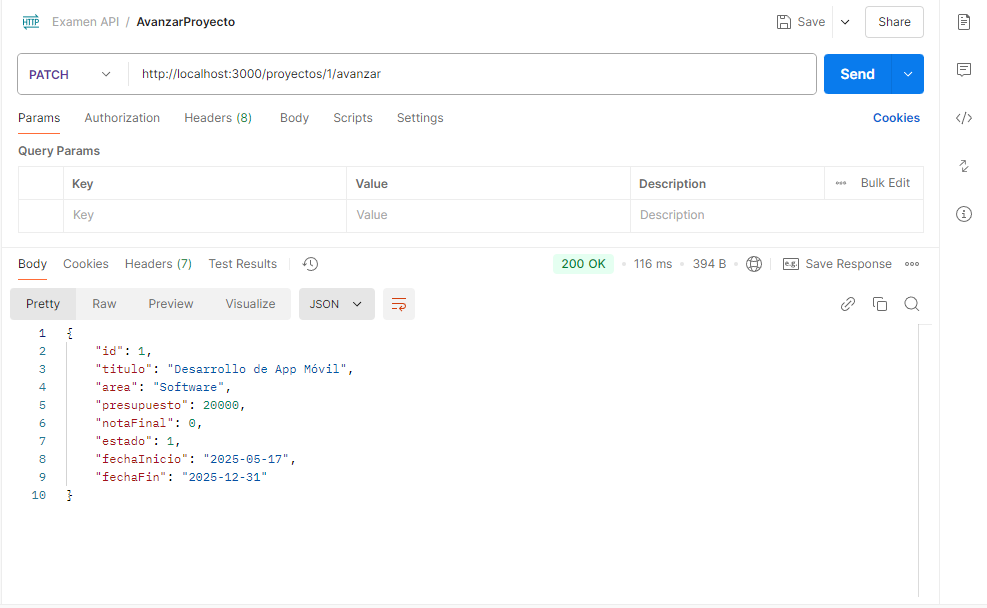 HTTP Examen API / AvanzarProyecto Save Share
PATCH http://localhost:3000/proyectos/1/avanzar Send
Params Authorization Headers (8) Body Scripts Settings Cookies
Query Params
Key Value Description Bulk Edit
Key Value Description
Body Cookies Headers (7) Test Results 200 OK 116 ms 394 B e.g. Save Response
Pretty Raw Preview Visualize JSON
1 {
2 "id": 1,
3 "titulo": "Desarrollo de App Móvil",
4 "area": "Software",
5 "presupuesto": 20000,
6 "notaFinal": 0,
7 "estado": 1,
8 "fechaInicio": "2025-05-17",
9 "fechaFin": "2025-12-31"
10 }